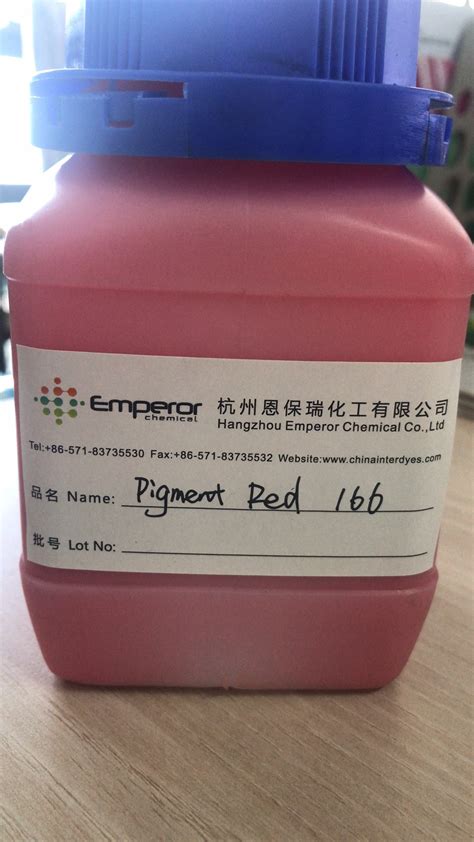 Emperor
chemical
杭州恩保瑞化工有限公司
Hangzhou Emperor Chemical Co.,Ltd
Tel:+86-571-83735530 Fax:+86-571-83735532 Website:www.chinainterdyes.com
品名 Name: Pigment Red 166
批号 Lot No: